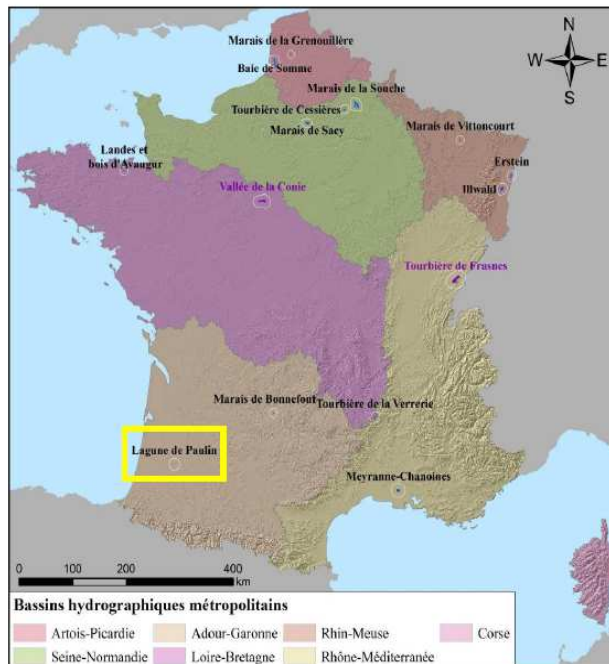 Marais de la Grenouillère
N
W E
S
Baie de Somme
Marais de la Souche
Tourbière de Cessières
Marais de Sacy
Marais de Vittoncourt
Landes et
bois d'Avaugur
Erstein
Illwald
Vallée de la Conie
Tourbière de Frasnes
Marais de Bonnefont
Tourbière de la Verrerie
Lagune de Paulin
Meyranne-Chanoines
0 100 200 400
km
Bassins hydrographiques métropolitains
Artois-Picardie Adour-Garonne Rhin-Meuse Corse
Seine-Normandie Loire-Bretagne Rhône-Méditerranée